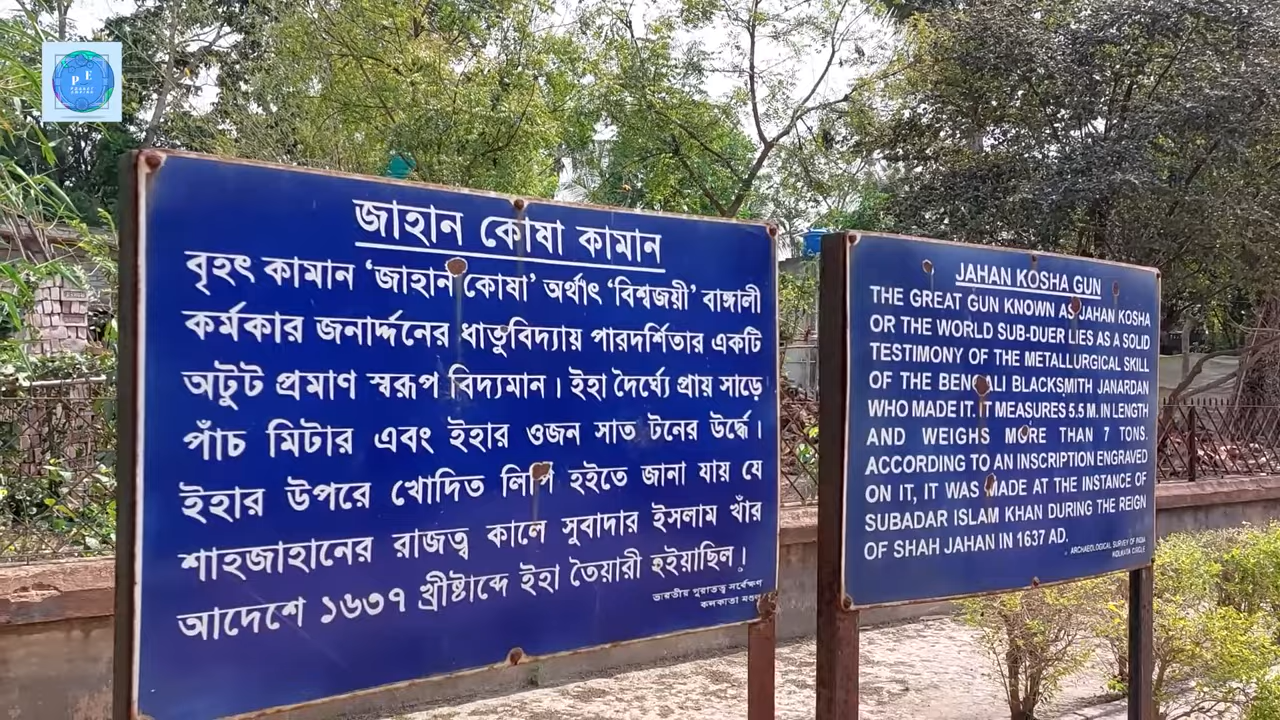 P E
জাহান কোষা কামান
বৃহৎ কামান ‘জাহান কোষা’ অর্থাৎ ‘বিশ্বজয়ী’ বাঙ্গালী
কর্মকার জনার্দ্দনের ধাতুবিদ্যায় পারদর্শিতার একটি
অটুট প্রমাণ স্বরূপ বিদ্যমান। ইহা দৈর্ঘ্যে প্রায় সাড়ে
পাঁচ মিটার এবং ইহার ওজন সাত টনের উর্দ্ধে।
ইহার উপরে খোদিত লিপি হইতে জানা যায় যে
শাহজাহানের রাজত্ব কালে সুবাদার ইসলাম খাঁর
আদেশে ১৬৩৭ খ্রীষ্টাব্দে ইহা তৈয়ারী হইয়াছিল।
ভারতীয় পুরাতত্ত্ব সর্বেক্ষণ
কলকাতা মণ্ডল
JAHAN KOSHA GUN
THE GREAT GUN KNOWN AS JAHAN KOSHA
OR THE WORLD SUB-DUER LIES AS A SOLID
TESTIMONY OF THE METALLURGICAL SKILL
OF THE BENGALI BLACKSMITH JANARDAN
WHO MADE IT. IT MEASURES 5.5 M. IN LENGTH
AND WEIGHS MORE THAN 7 TONS.
ACCORDING TO AN INSCRIPTION ENGRAVED
ON IT, IT WAS MADE AT THE INSTANCE OF
SUBADAR ISLAM KHAN DURING THE REIGN
OF SHAH JAHAN IN 1637 AD.
ARCHAEOLOGICAL SURVEY OF INDIA
KOLKATA CIRCLE